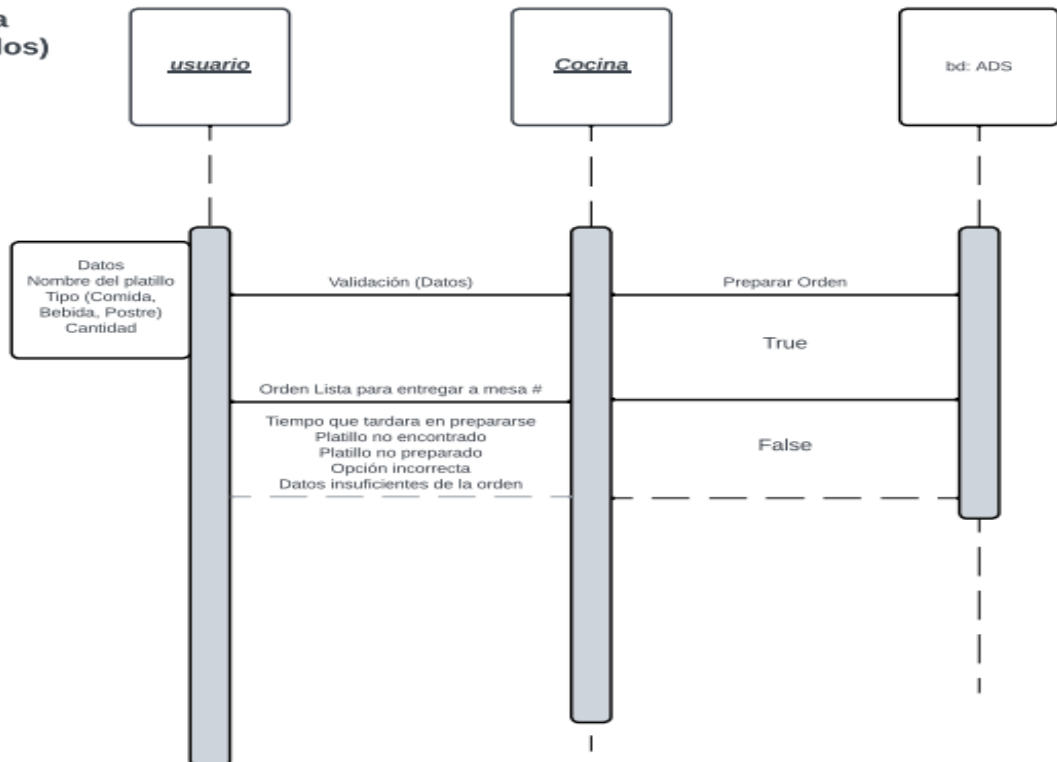 a
los)
usuario
Cocina
bd: ADS
Datos
Nombre del platillo
Tipo (Comida,
Bebida, Postre)
Cantidad
Validación (Datos)
Preparar Orden
True
Orden Lista para entregar a mesa #
Tiempo que tardara en prepararse
Platillo no encontrado
Platillo no preparado
Opción incorrecta
Datos insuficientes de la orden
False